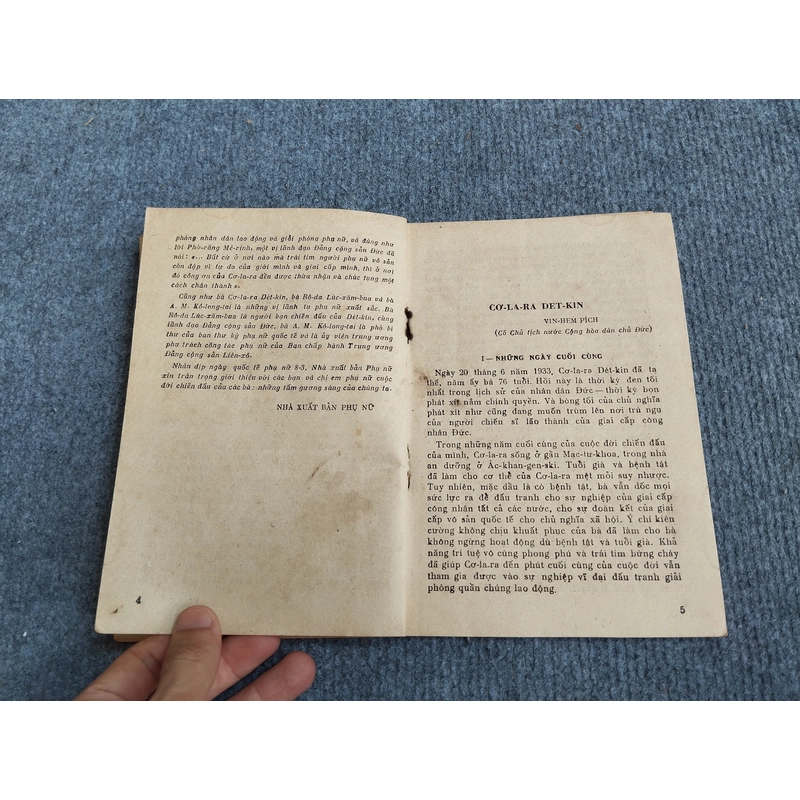 phóng nhân dân lao động và giải phóng phụ nữ, và đúng như
lời Phờ-răng Mê-rinh, một vị lãnh đạo Đảng cộng sản Đức đã
nói: «... Bất cứ ở nơi nào mà trái tim người phụ nữ vô sản
còn đập vì tự do của giới mình và giai cấp mình, thì ở nơi
đó công ơn của Cơ-la-ra đều được thừa nhận và chúc tụng một
cách chân thành».
Cũng như bà Cơ-la-ra Dét-kin, bà Rô-da Lúc-xăm-bua và bà
A. M. Kô-long-tai là những vị lãnh tụ phụ nữ xuất sắc. Bà
Rô-da Lúc-xăm-bua là người bạn chiến đấu của Dét-kin, cùng
lãnh đạo Đảng cộng sản Đức, bà A. M. Kô-long-tai là phó bí
thư của ban thư ký phụ nữ quốc tế và là ủy viên trung ương
phụ trách công tác phụ nữ của Ban chấp hành Trung ương
Đảng cộng sản Liên-xô.
Nhân dịp ngày quốc tế phụ nữ 8-3, Nhà xuất bản Phụ nữ
xin trân trọng giới thiệu với các bạn và chị em phụ nữ cuộc
đời chiến đấu của các bà: những tấm gương sáng của chúng ta.
NHÀ XUẤT BẢN PHỤ NỮ
4
CƠ-LA-RA DÉT-KIN
VIN-HEM PÍCH
(Cố Chủ tịch nước Cộng hòa dân chủ Đức)
I — NHỮNG NGÀY CUỐI CÙNG
Ngày 20 tháng 6 năm 1933, Cơ-la-ra Dét-kin đã tạ
thế, năm ấy bà 76 tuổi. Hồi này là thời kỳ đen tối
nhất trong lịch sử của nhân dân Đức — thời kỳ bọn
phát xít nắm chính quyền. Và bóng tối của chủ nghĩa
phát xít như cũng đang muốn trùm lên nơi trú ngụ
của người chiến sĩ lão thành của giai cấp công
nhân Đức.
Trong những năm cuối cùng của cuộc đời chiến đấu
của mình, Cơ-la-ra sống ở gần Mac-tư-khoa, trong nhà
an dưỡng ở Ác-khan-gen-ski. Tuổi già và bệnh tật
đã làm cho cơ thể của Cơ-la-ra mệt mỏi suy nhược.
Tuy nhiên, mặc dầu là có bệnh tật, bà vẫn dốc mọi
sức lực ra để đấu tranh cho sự nghiệp của giai cấp
công nhân tất cả các nước, cho sự đoàn kết của giai
cấp vô sản quốc tế cho chủ nghĩa xã hội. Ý chí kiên
cường không chịu khuất phục của bà đã làm cho bà
không ngừng hoạt động dù bệnh tật và tuổi già. Khả
năng trí tuệ vô cùng phong phú và trái tim bừng cháy
đã giúp Cơ-la-ra đến phút cuối cùng của cuộc đời vẫn
tham gia được vào sự nghiệp vĩ đại đấu tranh giải
phóng quần chúng lao động.
5